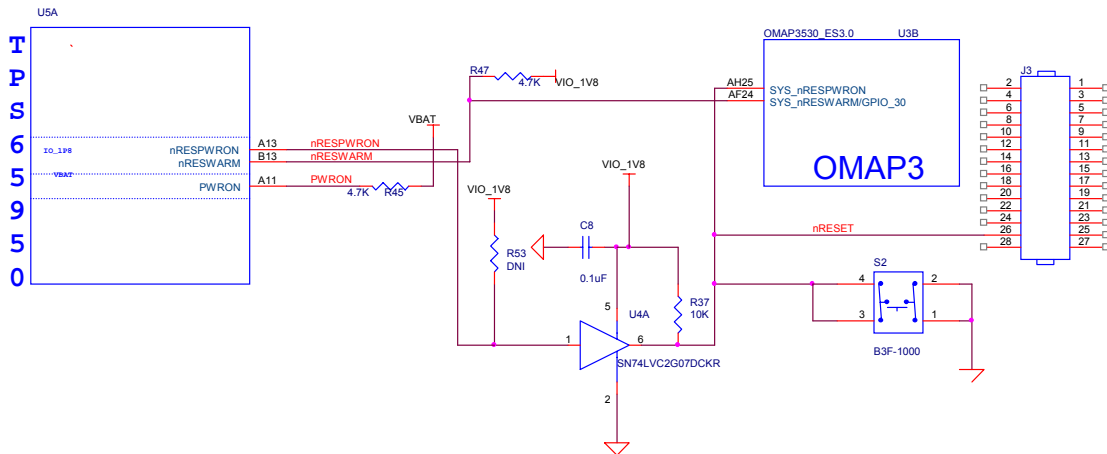 U5A
T
P
S
6
5
9
5
0
IO_1P8
VBAT
nRESPWRON
nRESWARM
PWRON
A13
B13
A11
nRESPWRON
nRESWARM
PWRON
4.7K
R45
VBAT
R47
4.7K
VIO_1V8
VIO_1V8
R53
DNI
C8
0.1uF
VIO_1V8
5
U4A
1
6
SN74LVC2G07DCKR
2
R37
10K
OMAP3530_ES3.0
U3B
AH25
AF24
SYS_nRESPWRON
SYS_nRESWARM/GPIO_30
OMAP3
nRESET
S2
4
2
3
1
B3F-1000
J3
2
1
4
3
6
5
8
7
10
9
12
11
14
13
16
15
18
17
20
19
22
21
24
23
26
25
28
27